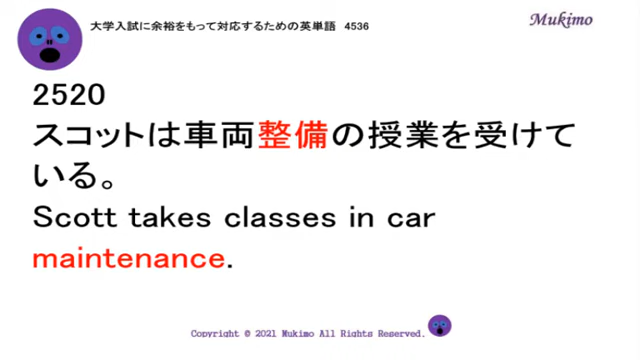 大学入試に余裕をもって対応するための英単語 4536
Mukimo
2520
スコットは車両整備の授業を受けて
いる。
Scott takes classes in car
maintenance.
Copyright © 2021 Mukimo All Rights Reserved.